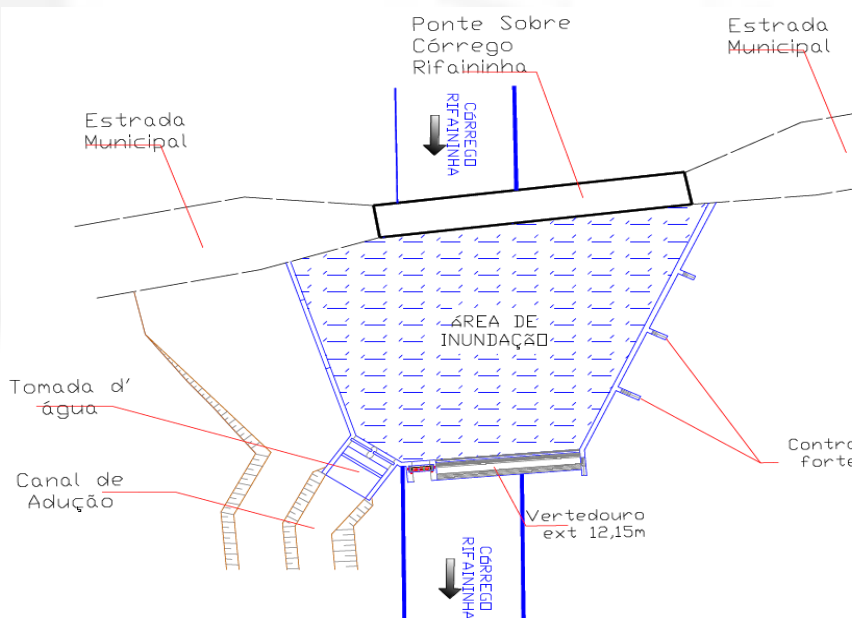 Ponte Sobre
Córrego
Rifaininha
Estrada
Municipal
Estrada
Municipal
CÓRREGO
RIFAININHA
ÁREA DE
INUNDAÇÃO
Tomada d'
água
Canal de
Adução
Contra
forte
Vertedouro
ext 12,15m
CÓRREGO
RIFAININHA